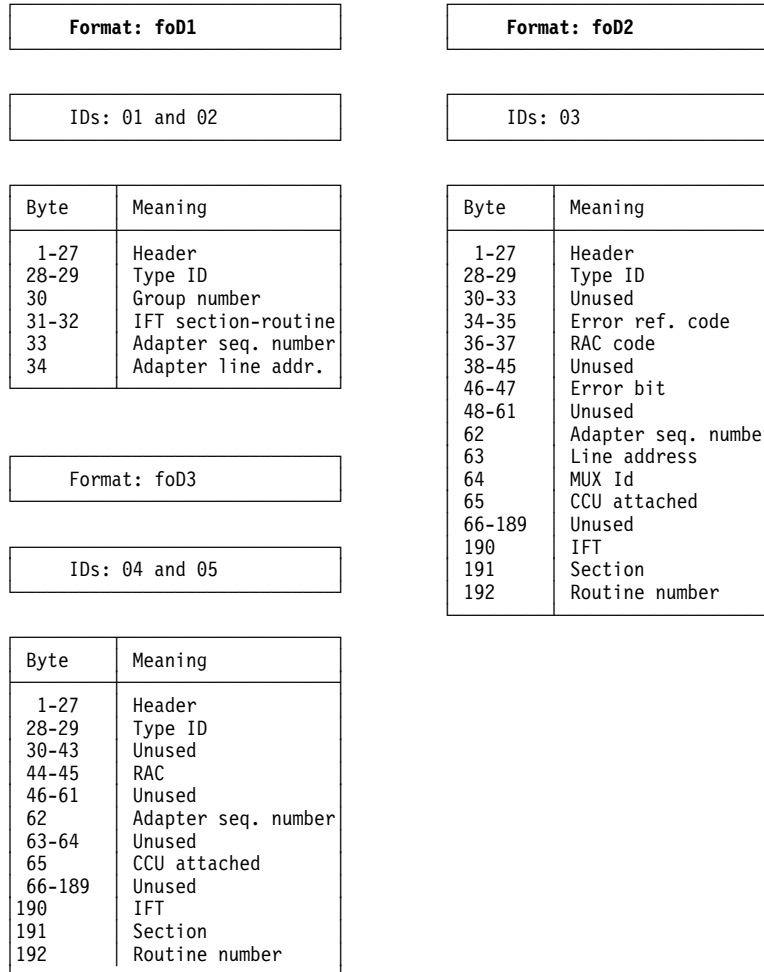 Format: foD1
IDs: 01 and 02
Byte Meaning
1-27 Header
28-29 Type ID
30 Group number
31-32 IFT section-routine
33 Adapter seq. number
34 Adapter line addr.
Format: foD3
IDs: 04 and 05
Byte Meaning
1-27 Header
28-29 Type ID
30-43 Unused
44-45 RAC
46-61 Unused
62 Adapter seq. number
63-64 Unused
65 CCU attached
66-189 Unused
190 IFT
191 Section
192 Routine number
Format: foD2
IDs: 03
Byte Meaning
1-27 Header
28-29 Type ID
30-33 Unused
34-35 Error ref. code
36-37 RAC code
38-45 Unused
46-47 Error bit
48-61 Unused
62 Adapter seq. number
63 Line address
64 MUX Id
65 CCU attached
66-189 Unused
190 IFT
191 Section
192 Routine number